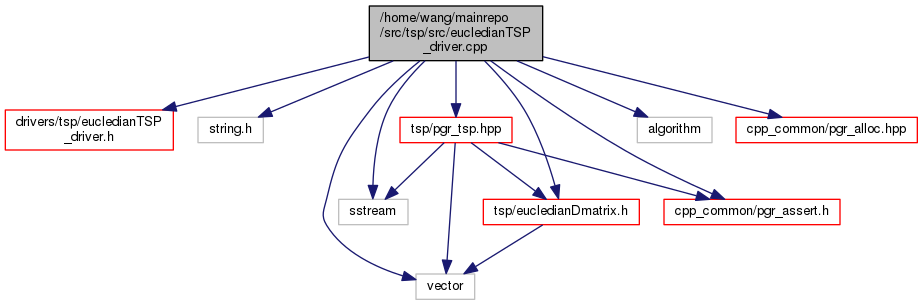 /home/wang/mainrepo
/src/tsp/src/eucledianTSP
_driver.cpp
drivers/tsp/eucledianTSP
_driver.h
string.h
tsp/pgr_tsp.hpp
algorithm
cpp_common/pgr_alloc.hpp
sstream
tsp/eucledianDmatrix.h
cpp_common/pgr_assert.h
vector